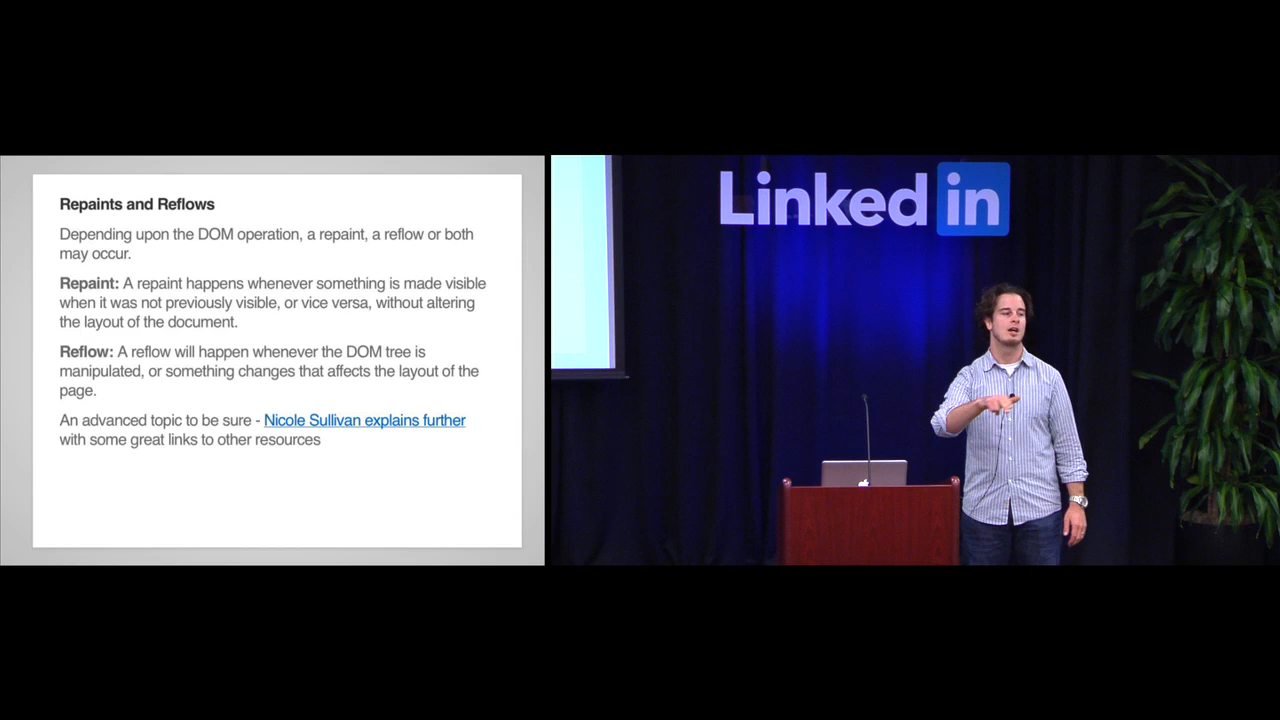 Repaints and Reflows
Depending upon the DOM operation, a repaint, a reflow or both
may occur.
Repaint: A repaint happens whenever something is made visible
when it was not previously visible, or vice versa, without altering
the layout of the document.
Reflow: A reflow will happen whenever the DOM tree is
manipulated, or something changes that affects the layout of the
page.
An advanced topic to be sure - Nicole Sullivan explains further
with some great links to other resources
Linked in